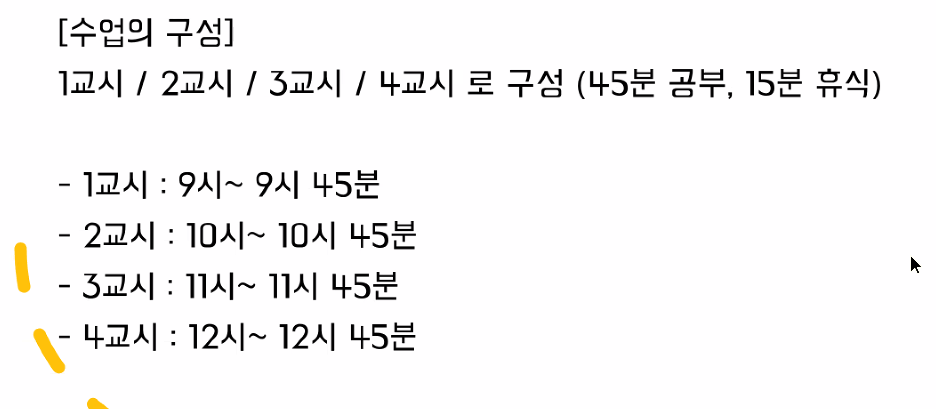 [수업의 구성]
1교시 / 2교시 / 3교시 / 4교시 로 구성 (45분 공부, 15분 휴식)
- 1교시 : 9시~ 9시 45분
- 2교시 : 10시~ 10시 45분
- 3교시 : 11시~ 11시 45분
- 4교시 : 12시~ 12시 45분